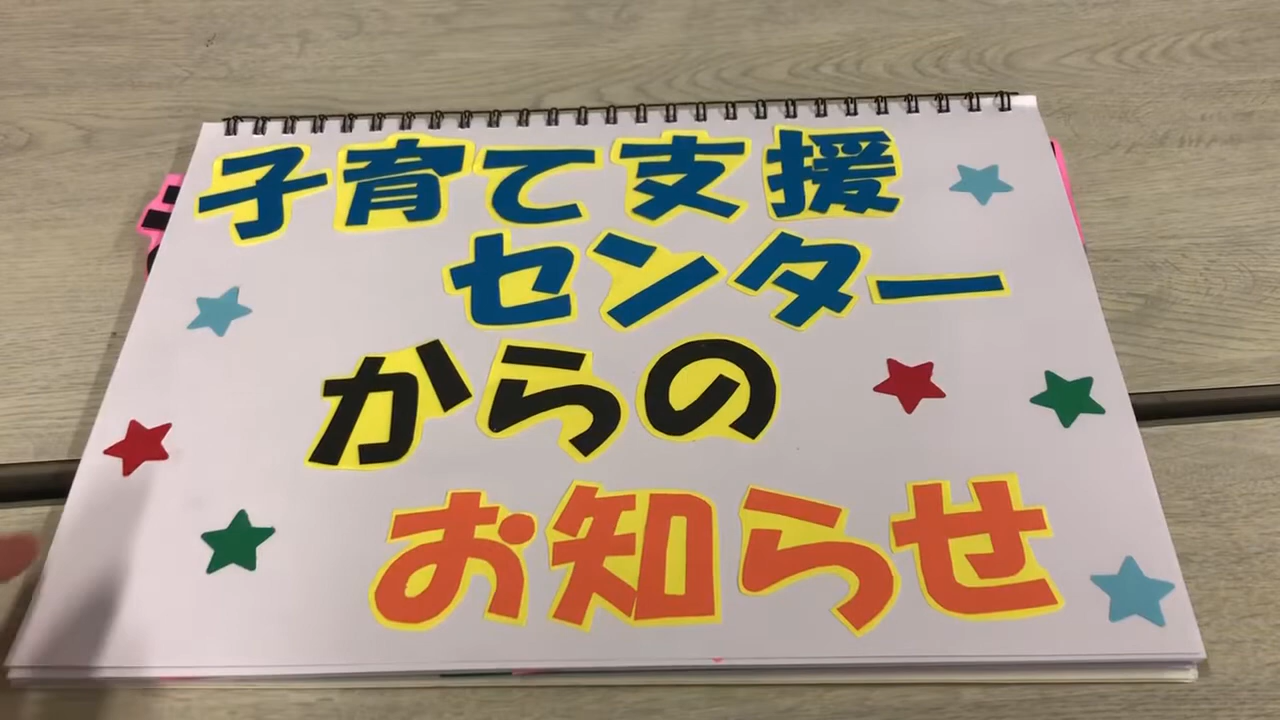 子育て支援
センター
からの
お知らせ